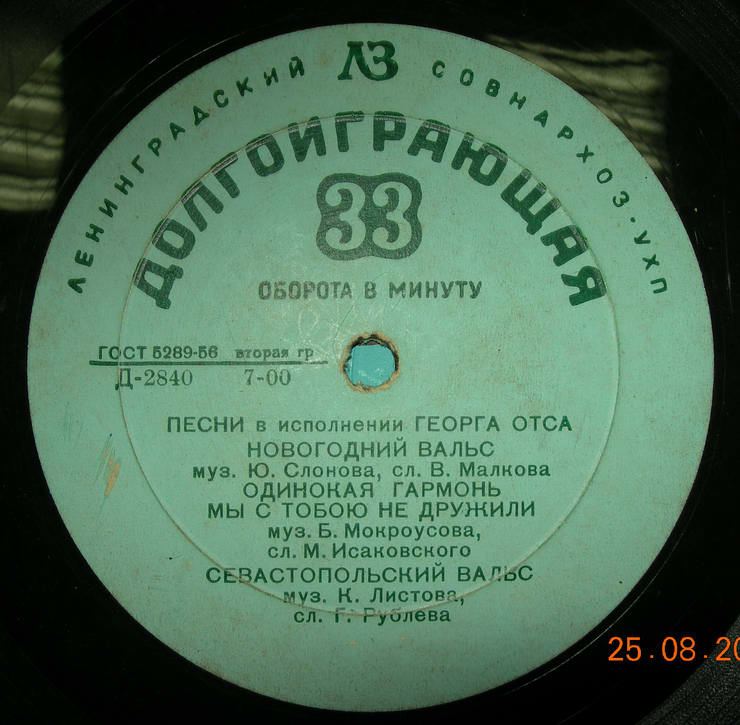 ЛЕНИНГРАДСКИЙ ЛЗ СОВНАРХОЗ-УХП
ДОЛГОИГРАЮЩАЯ
33
ОБОРОТА В МИНУТУ
ГОСТ 5289-56 вторая гр
Д-2840 7-00
ПЕСНИ в исполнении ГЕОРГА ОТСА
НОВОГОДНИЙ ВАЛЬС
муз. Ю. Слонова, сл. В. Малкова
ОДИНОКАЯ ГАРМОНЬ
МЫ С ТОБОЮ НЕ ДРУЖИЛИ
муз. Б. Мокроусова,
сл. М. Исаковского
СЕВАСТОПОЛЬСКИЙ ВАЛЬС
муз. К. Листова,
сл. Г. Рублева
25.08.20